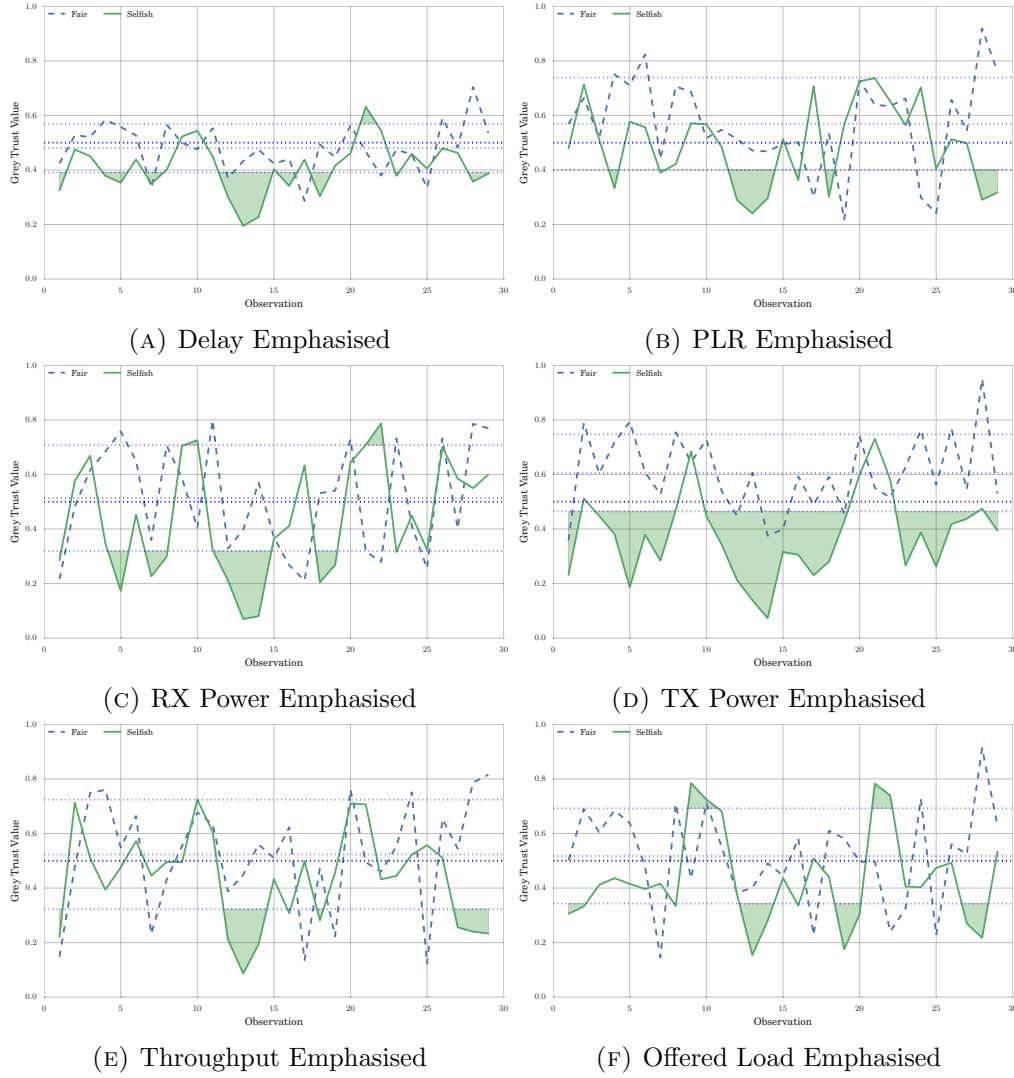 Fair Selfish
Grey Trust Value
1.0
0.8
0.6
0.4
0.2
0.0
0 5 10 15 20 25 30
Observation
(A) Delay Emphasised
Fair Selfish
Grey Trust Value
1.0
0.8
0.6
0.4
0.2
0.0
0 5 10 15 20 25 30
Observation
(B) PLR Emphasised
Fair Selfish
Grey Trust Value
1.0
0.8
0.6
0.4
0.2
0.0
0 5 10 15 20 25 30
Observation
(C) RX Power Emphasised
Fair Selfish
Grey Trust Value
1.0
0.8
0.6
0.4
0.2
0.0
0 5 10 15 20 25 30
Observation
(D) TX Power Emphasised
Fair Selfish
Grey Trust Value
1.0
0.8
0.6
0.4
0.2
0.0
0 5 10 15 20 25 30
Observation
(E) Throughput Emphasised
Fair Selfish
Grey Trust Value
1.0
0.8
0.6
0.4
0.2
0.0
0 5 10 15 20 25 30
Observation
(F) Offered Load Emphasised